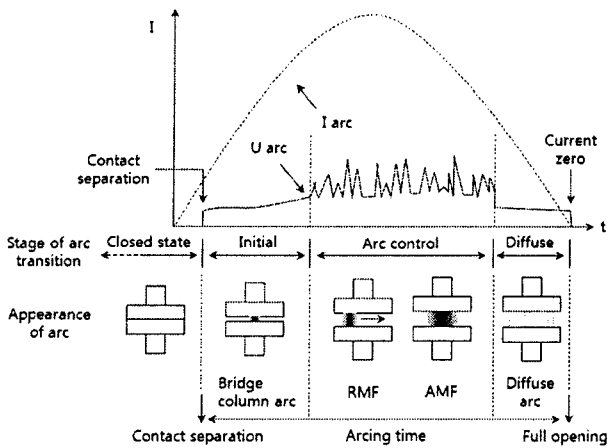 I
I arc
U arc
Contact
separation
Current
zero
t
Stage of arc
transition
Closed state
Initial
Arc control
Diffuse
Appearance
of arc
Bridge
column arc
RMF
AMF
Diffuse
arc
Contact separation
Arcing time
Full opening